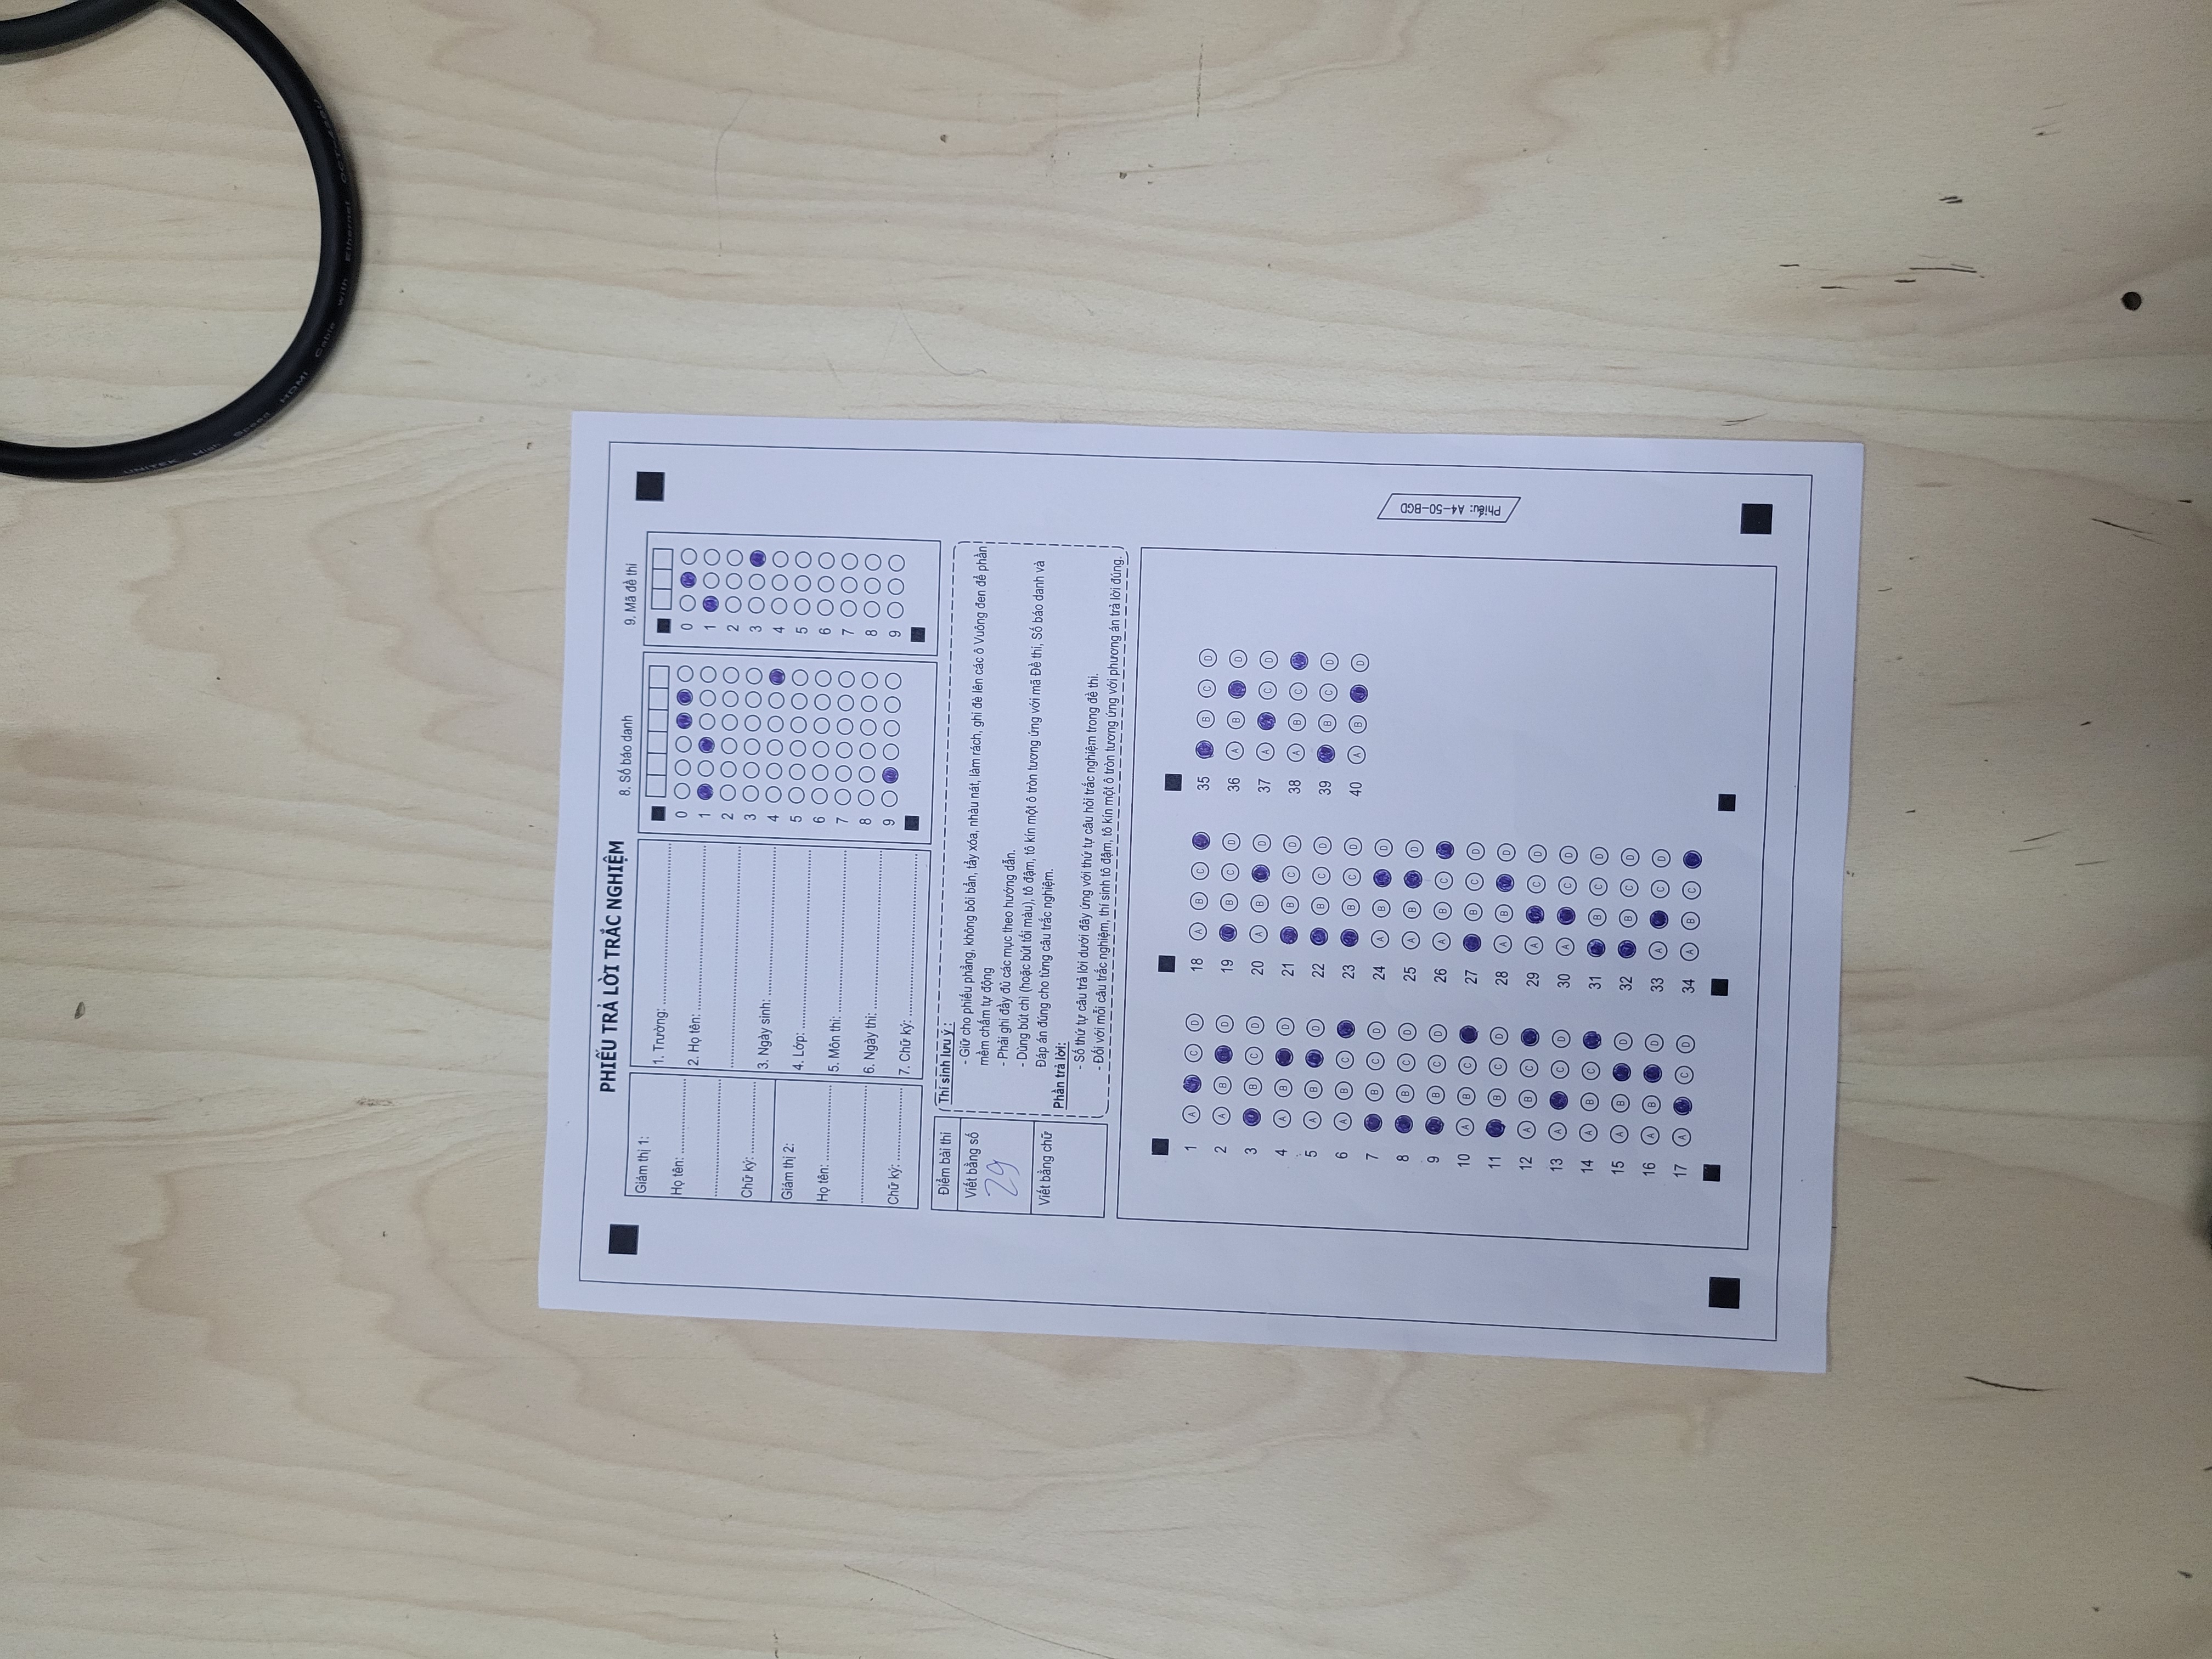 PHIẾU TRẢ LỜI TRẮC NGHIỆM
Giám thị 1:
Họ tên: ..........................
Chữ ký: ..........................
Giám thị 2:
Họ tên: ..........................
Chữ ký: ..........................
1. Trường: ..........................
2. Họ tên: ..........................
3. Ngày sinh: ..........................
4. Lớp: ..........................
5. Môn thi: ..........................
6. Ngày thi: ..........................
7. Chữ ký: ..........................
8. Số báo danh
0
1
2
3
4
5
6
7
8
9
9. Mã đề thi
0
1
2
3
4
5
6
7
8
9
Điểm bài thi
Viết bằng số
29
Viết bằng chữ
Thí sinh lưu ý :
- Giữ cho phiếu phẳng, không bôi bẩn, tẩy xóa, nhàu nát, làm rách, ghi đè lên các ô Vuông đen để phần
mềm chấm tự động
- Phải ghi đầy đủ các mục theo hướng dẫn.
- Dùng bút chì (hoặc bút tối màu), tô đậm, tô kín một ô tròn tương ứng với mã Đề thi, Số báo danh và
Đáp án đúng cho từng câu trắc nghiệm.
Phần trả lời:
- Số thứ tự câu trả lời dưới đây ứng với thứ tự câu hỏi trắc nghiệm trong đề thi.
- Đối với mỗi câu trắc nghiệm, thí sinh tô đậm, tô kín một ô tròn tương ứng với phương án trả lời đúng.
1 A C D
2 A B D
3 B C D
4 A B D
5 A B D
6 A B C
7 B C D
8 B C D
9 B C D
10 A B C
11 B C D
12 A B C
13 A C D
14 A B C
15 A B D
16 A B D
17 A C D
18 A B C
19 B C D
20 A B D
21 B C D
22 B C D
23 B C D
24 A B D
25 A B D
26 A B C
27 B C D
28 A B D
29 A C D
30 A C D
31 B C D
32 B C D
33 A C D
34 A B C
35 B C D
36 A B D
37 A C D
38 A B C
39 B C D
40 A B D
Phiếu: A4-50-BGD
with Ethernet